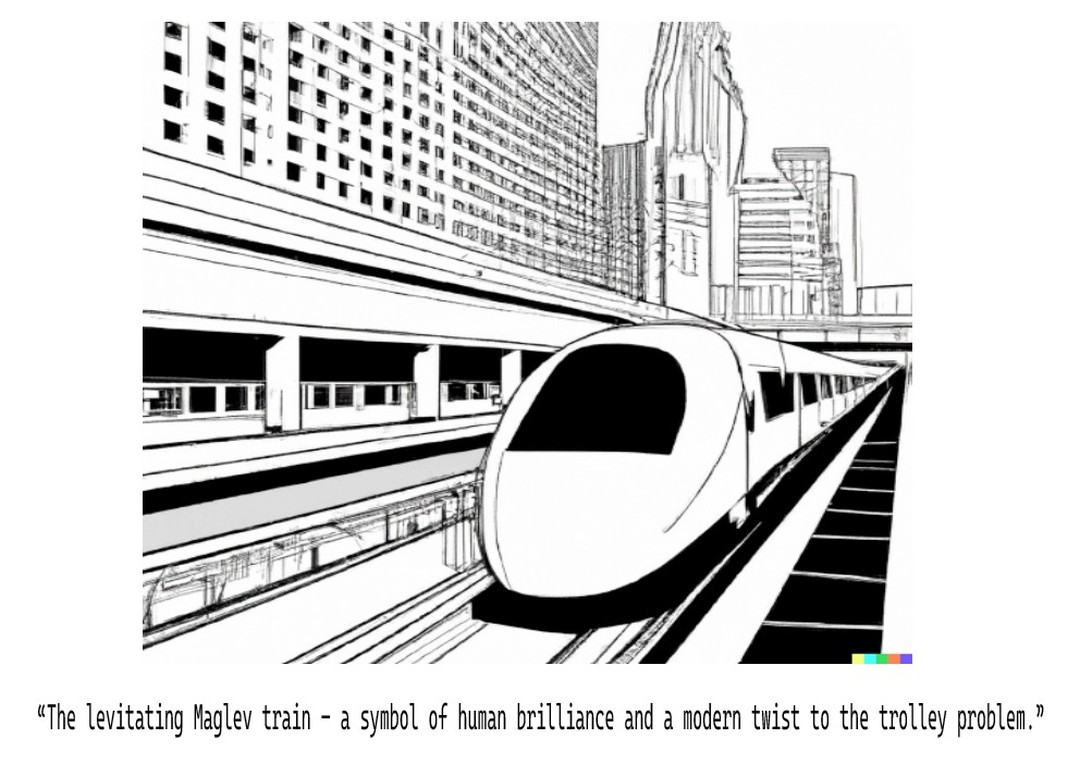 “The levitating Maglev train – a symbol of human brilliance and a modern twist to the trolley problem.”